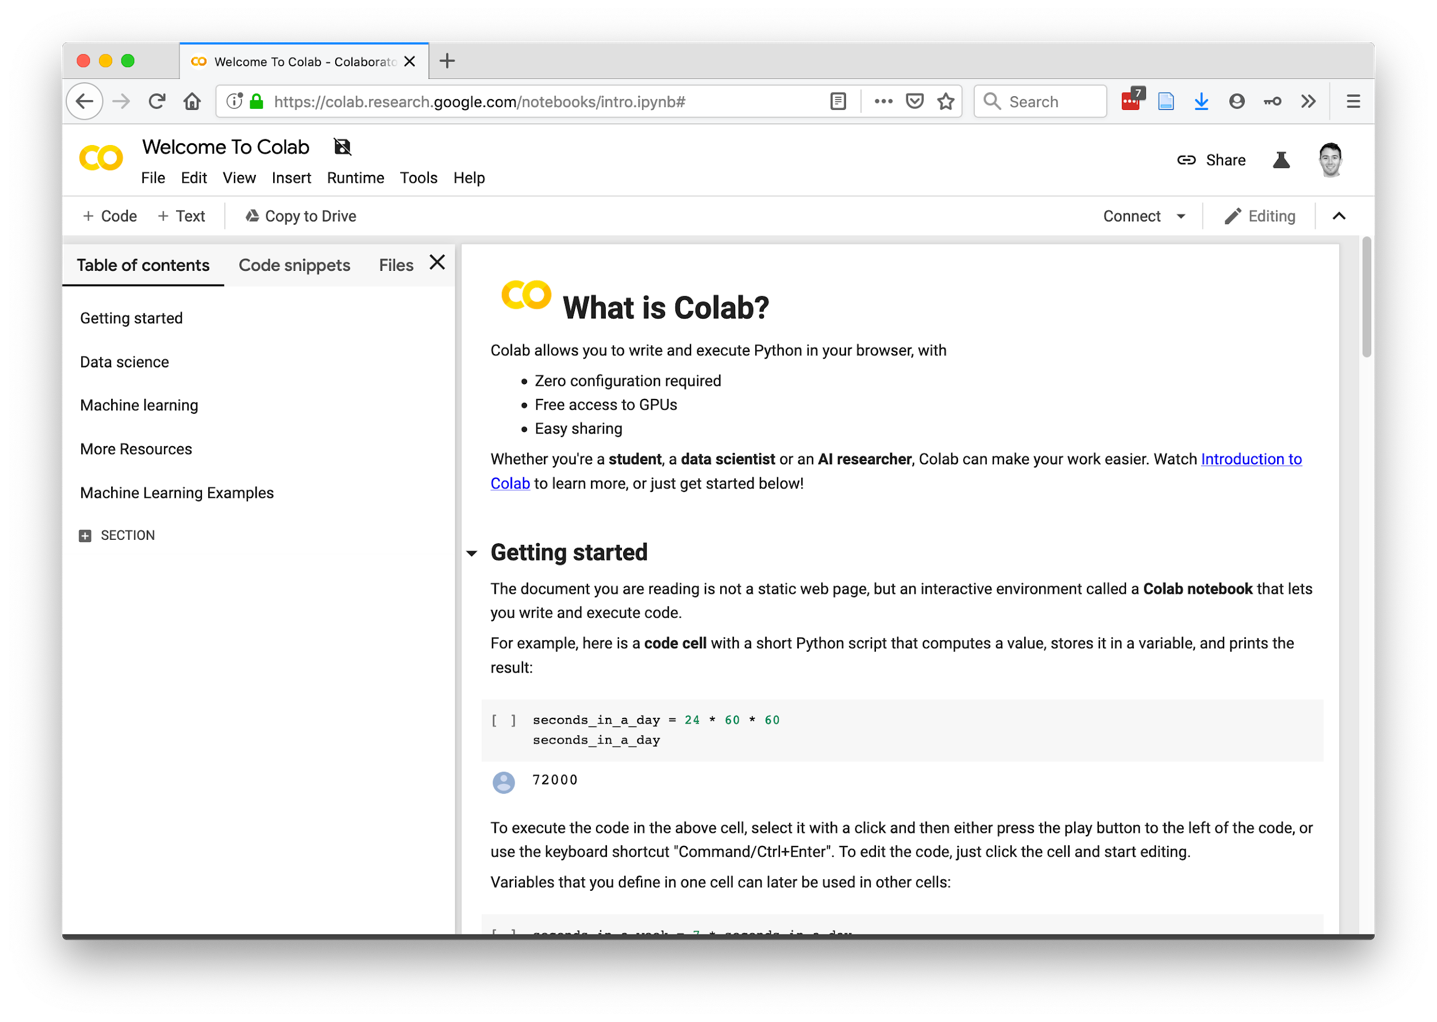 Welcome To Colab - Colaborato
https://colab.research.google.com/notebooks/intro.ipynb#
Search
7
CO
Welcome To Colab
File Edit View Insert Runtime Tools Help
Share
+ Code + Text Copy to Drive
Connect
Editing
Table of contents Code snippets Files
Getting started
Data science
Machine learning
More Resources
Machine Learning Examples
SECTION
CO What is Colab?
Colab allows you to write and execute Python in your browser, with
• Zero configuration required
• Free access to GPUs
• Easy sharing
Whether you're a student, a data scientist or an AI researcher, Colab can make your work easier. Watch Introduction to
Colab to learn more, or just get started below!
Getting started
The document you are reading is not a static web page, but an interactive environment called a Colab notebook that lets
you write and execute code.
For example, here is a code cell with a short Python script that computes a value, stores it in a variable, and prints the
result:
[ ] seconds_in_a_day = 24 * 60 * 60
seconds_in_a_day
72000
To execute the code in the above cell, select it with a click and then either press the play button to the left of the code, or
use the keyboard shortcut "Command/Ctrl+Enter". To edit the code, just click the cell and start editing.
Variables that you define in one cell can later be used in other cells:
[ ] seconds_in_a_week = 7 * seconds_in_a_day